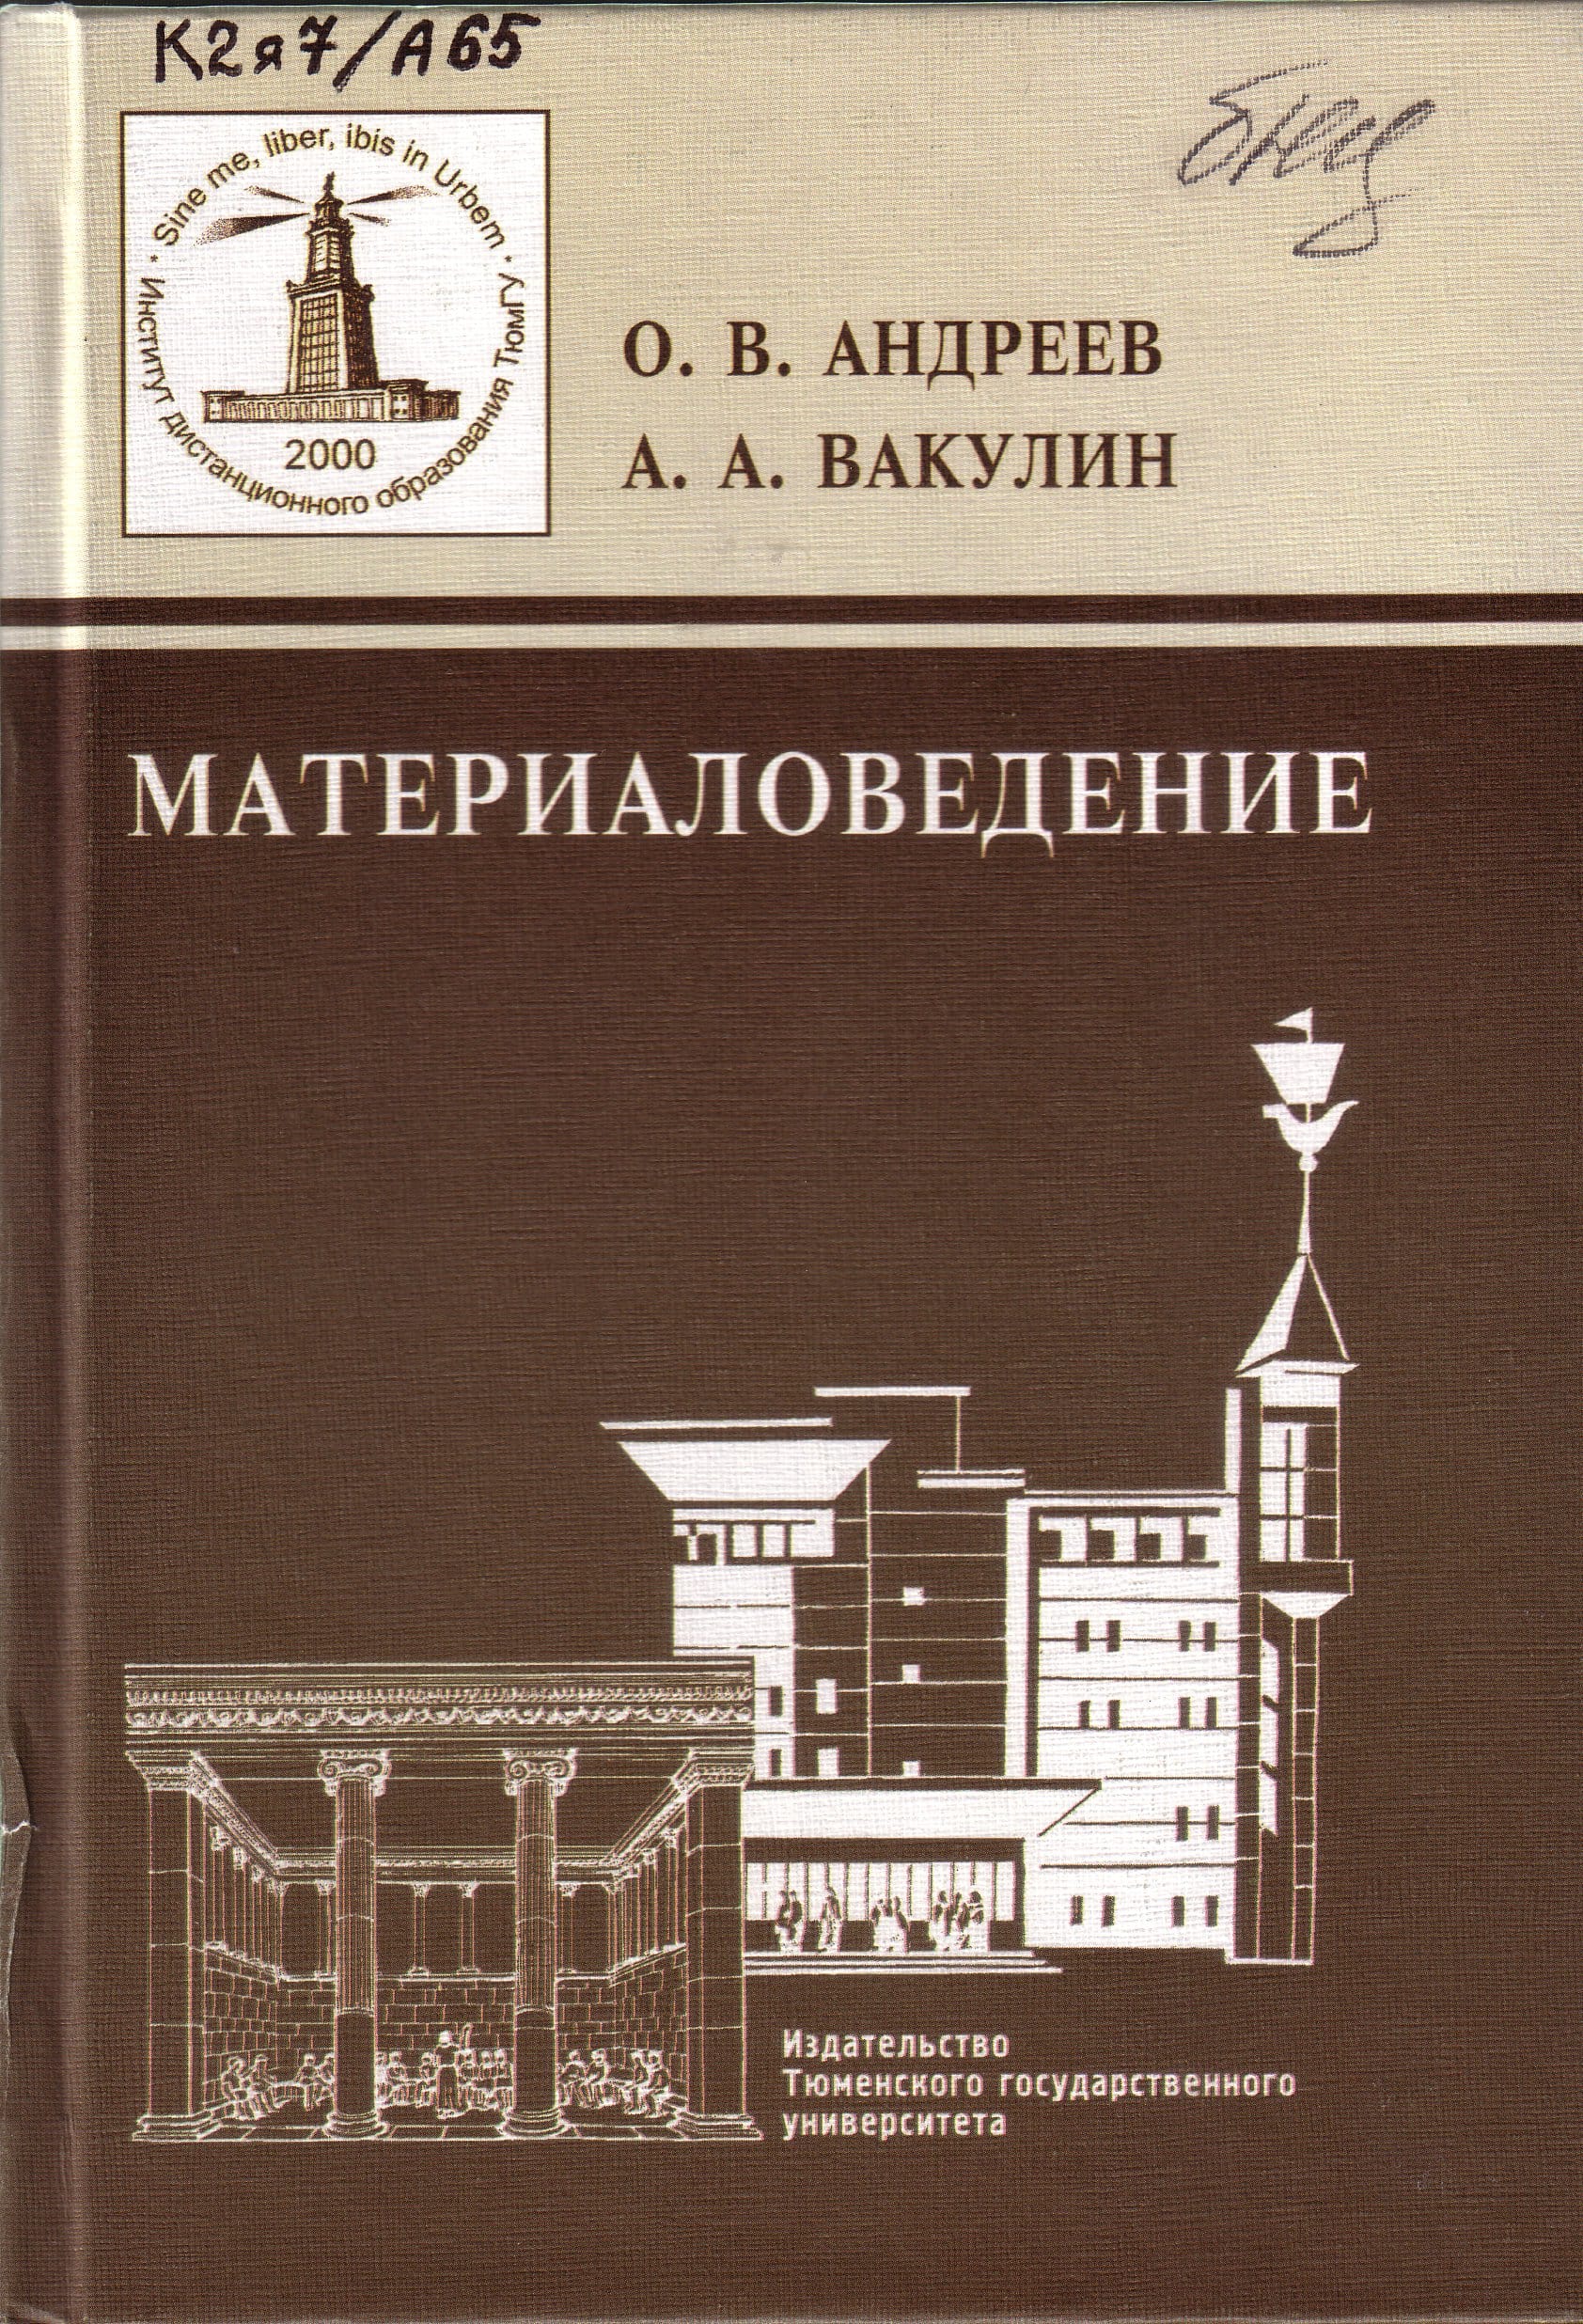 К2я7/А65
Sine me, liber, ibis in Urbem
Институт дистанционного образования ТюмГУ
2000
О. В. АНДРЕЕВ
А. А. ВАКУЛИН
МАТЕРИАЛОВЕДЕНИЕ
Издательство
Тюменского государственного
университета